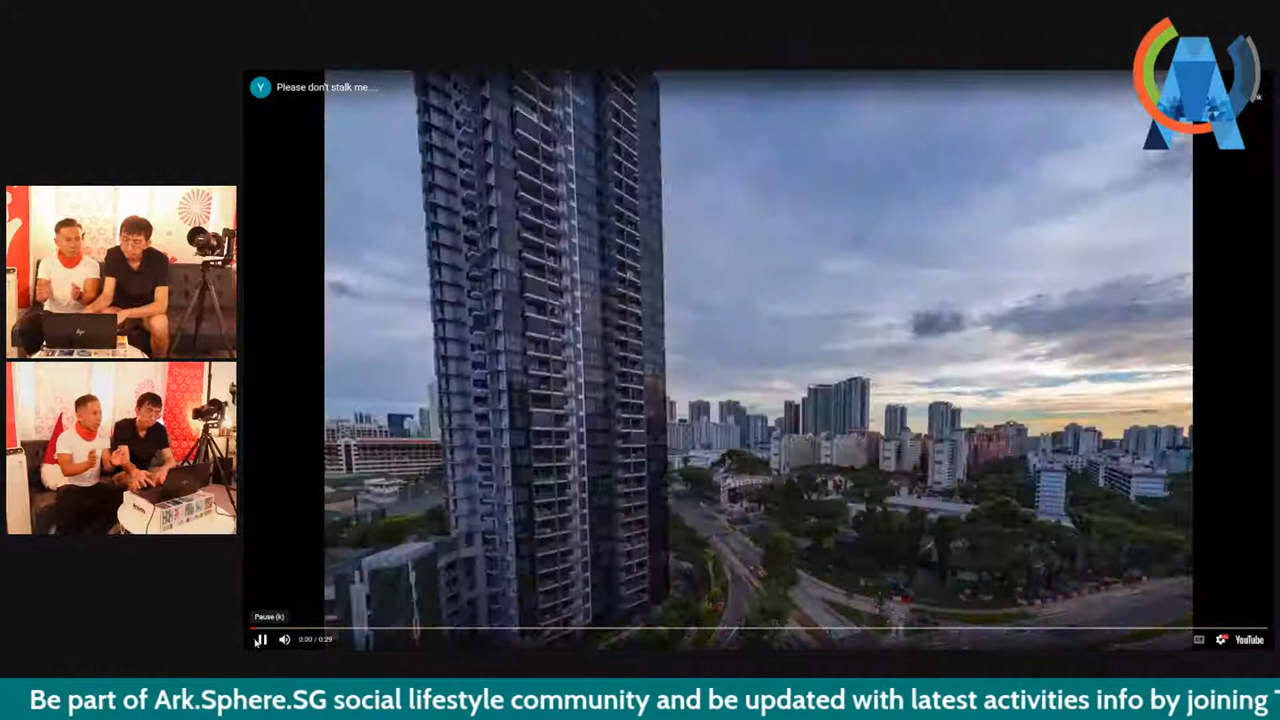 Y Please don't stalk me....
Pause (k)
0:00 / 0:29
YouTube
hp
Be part of Ark.Sphere.SG social lifestyle community and be updated with latest activities info by joining